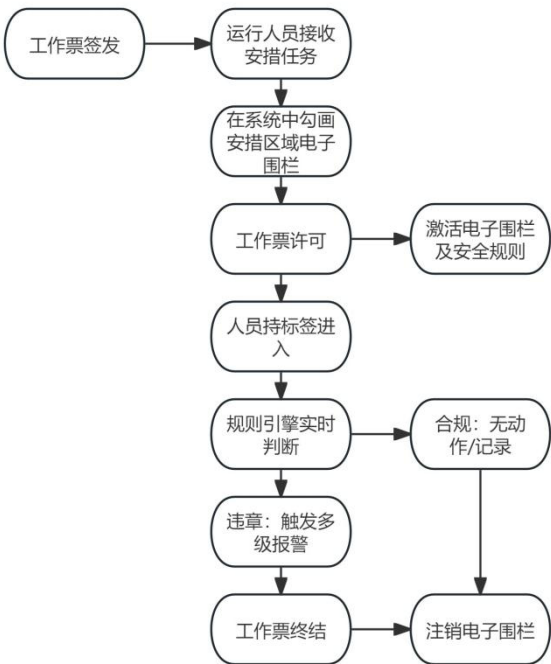 工作票签发
运行人员接收
安措任务
在系统中勾画
安措区域电子
围栏
工作票许可
激活电子围栏
及安全规则
人员持标签进
入
规则引擎实时
判断
合规：无动
作/记录
违章：触发多
级报警
工作票终结
注销电子围栏